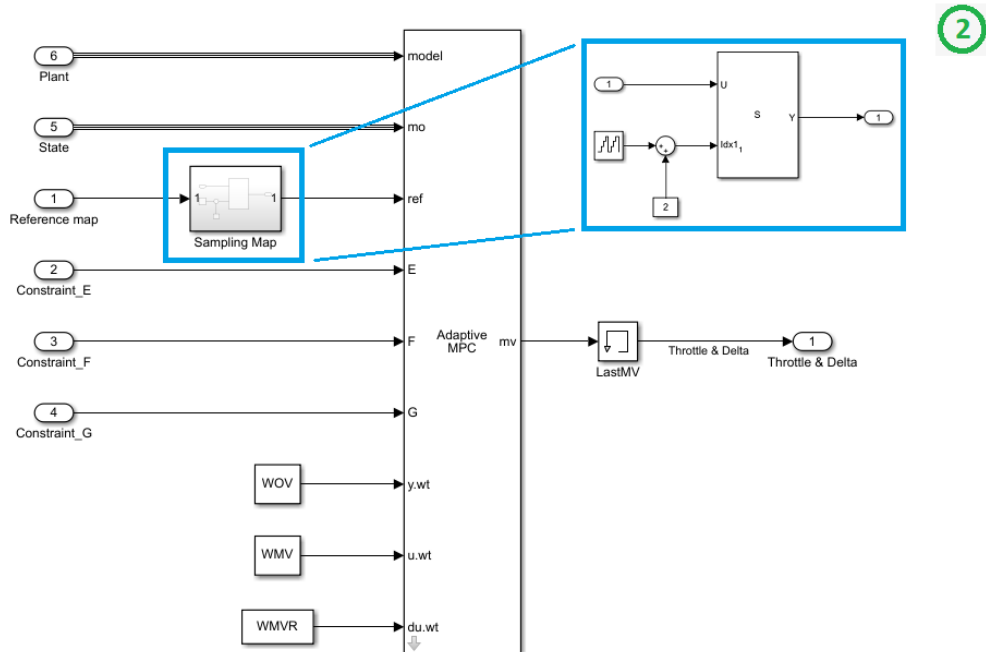 2
6
Plant
model
5
State
mo
1
Reference map
1
1
Sampling Map
ref
2
Constraint_E
E
3
Constraint_F
F
4
Constraint_G
G
WOV
y.wt
WMV
u.wt
WMVR
du.wt
Adaptive
MPC
mv
LastMV
Throttle & Delta
1
Throttle & Delta
1
U
S
Y
1
Idx1
1
++
2